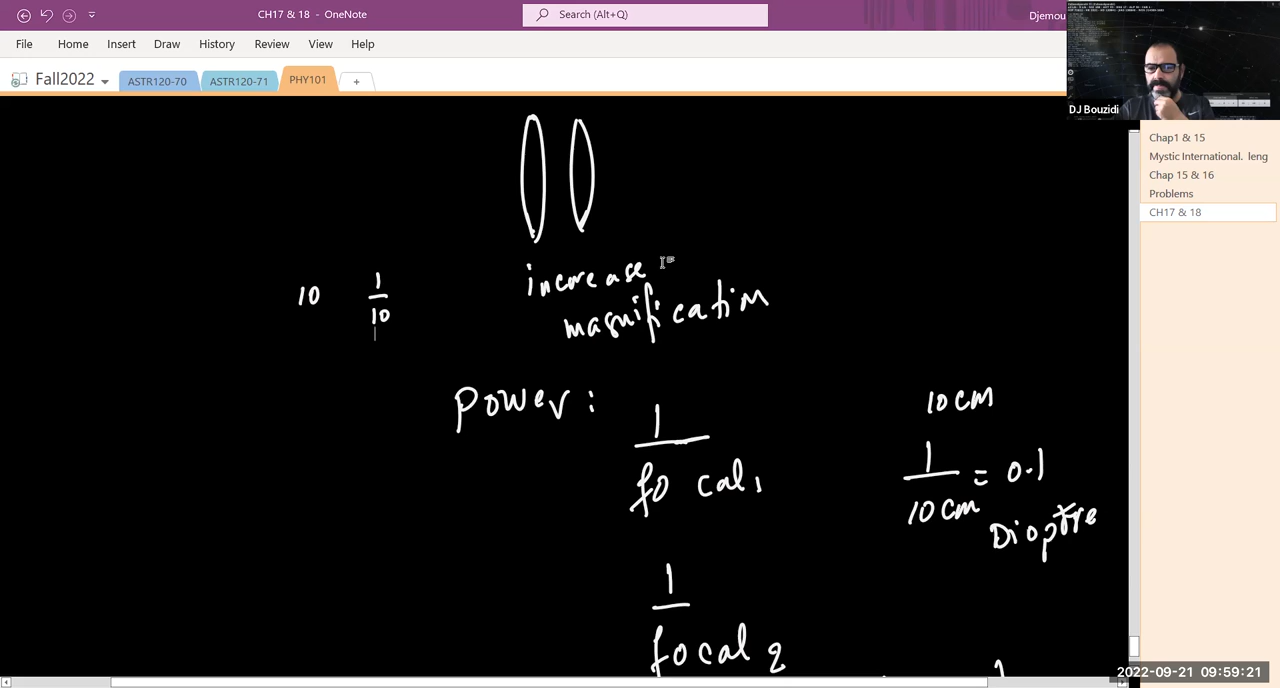 CH17 & 18 - OneNote
Search (Alt+Q)
Djemou
File Home Insert Draw History Review View Help
Fall2022
ASTR120-70
ASTR120-71
PHY101
+
DJ Bouzidi
Chap1 & 15
Mystic International. leng
Chap 15 & 16
Problems
CH17 & 18
increase
magnification
10
1
10
Power:
1
focal1
10 cm
1
10 cm
= 0.1
Dioptre
1
focal 2
1
2022-09-21 09:59:21